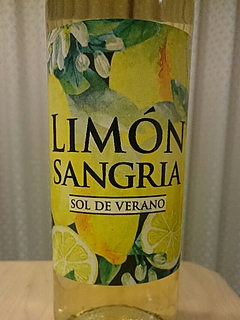 LIMÓN
SANGRIA
SOL DE VERANO